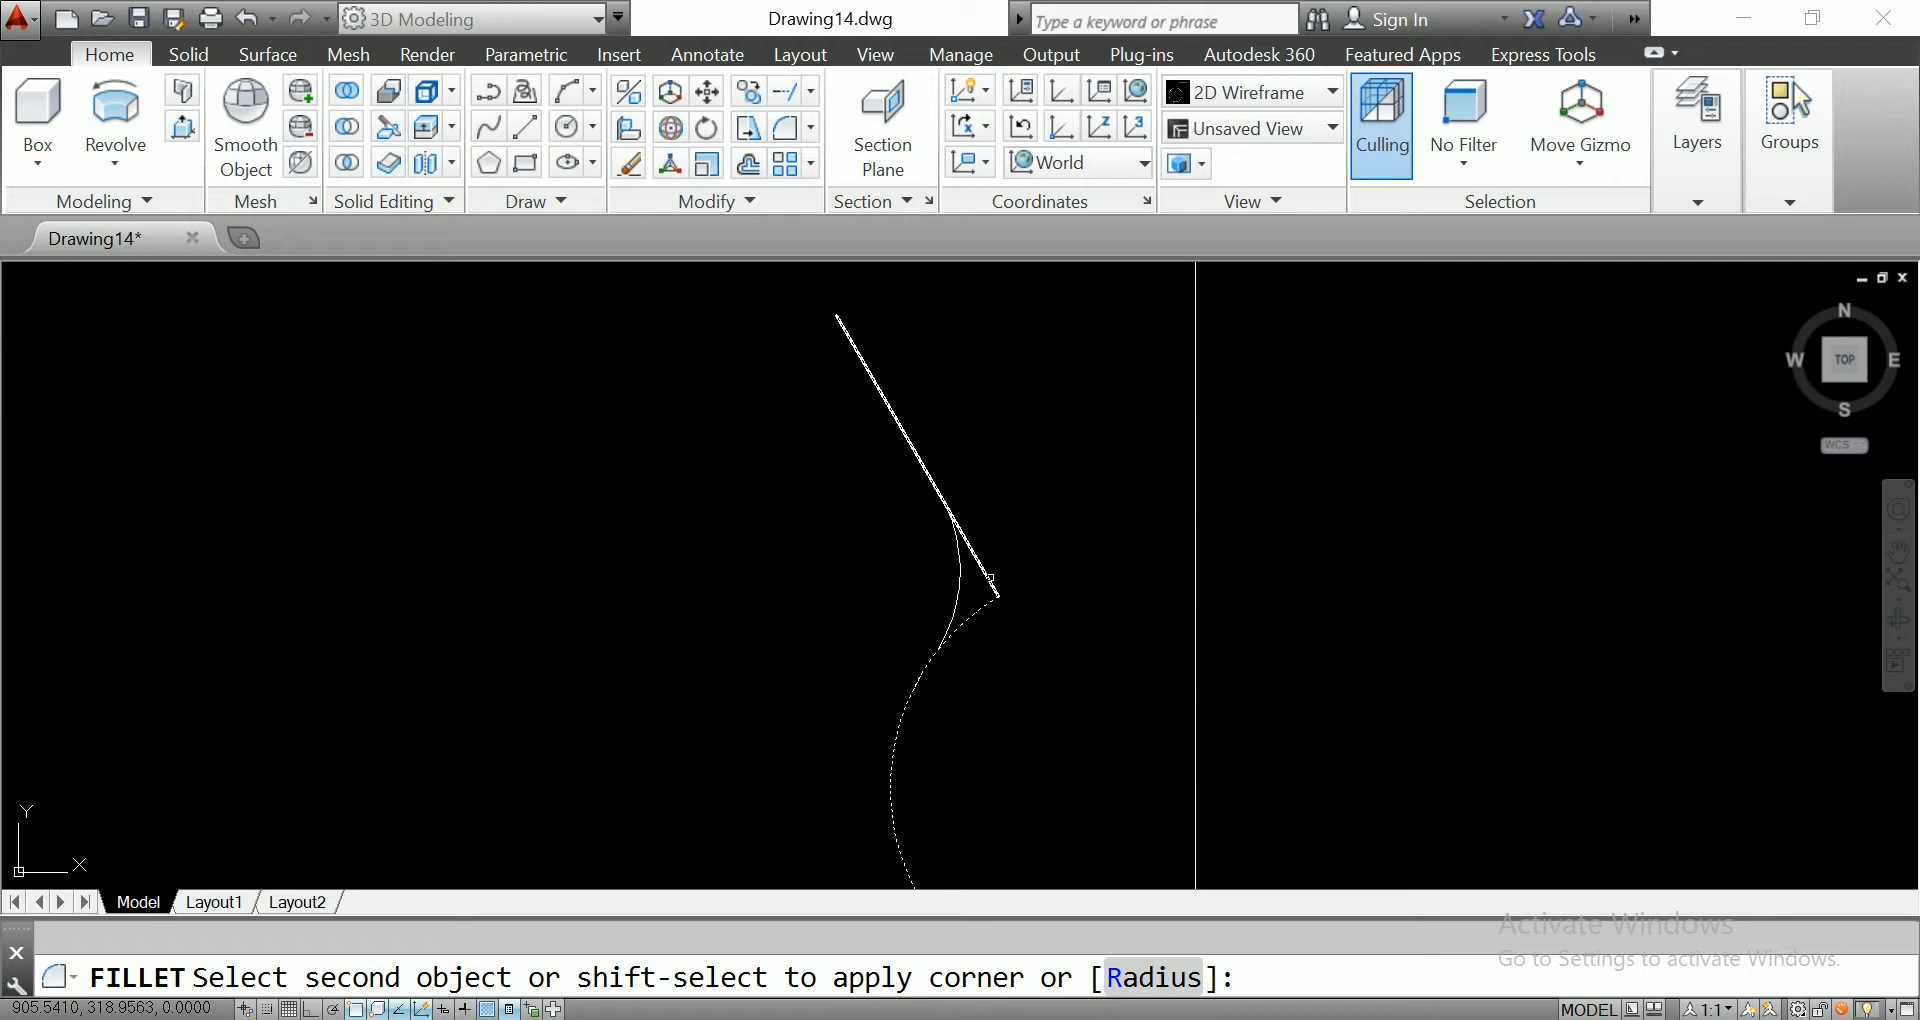 3D Modeling
Drawing14.dwg
Type a keyword or phrase
Sign In
Home Solid Surface Mesh Render Parametric Insert Annotate Layout View Manage Output Plug-ins Autodesk 360 Featured Apps Express Tools
Box
Revolve
Smooth
Object
Section
Plane
World
2D Wireframe
Unsaved View
Culling
No Filter
Move Gizmo
Layers
Groups
Modeling Mesh Solid Editing Draw Modify Section Coordinates View Selection
Drawing14*
N
W TOP E
S
WCS
Y
X
Model Layout1 Layout2
Activate Windows
Go to Settings to activate Windows.
FILLET Select second object or shift-select to apply corner or [Radius]:
905.5410, 318.9563, 0.0000
MODEL
1:1